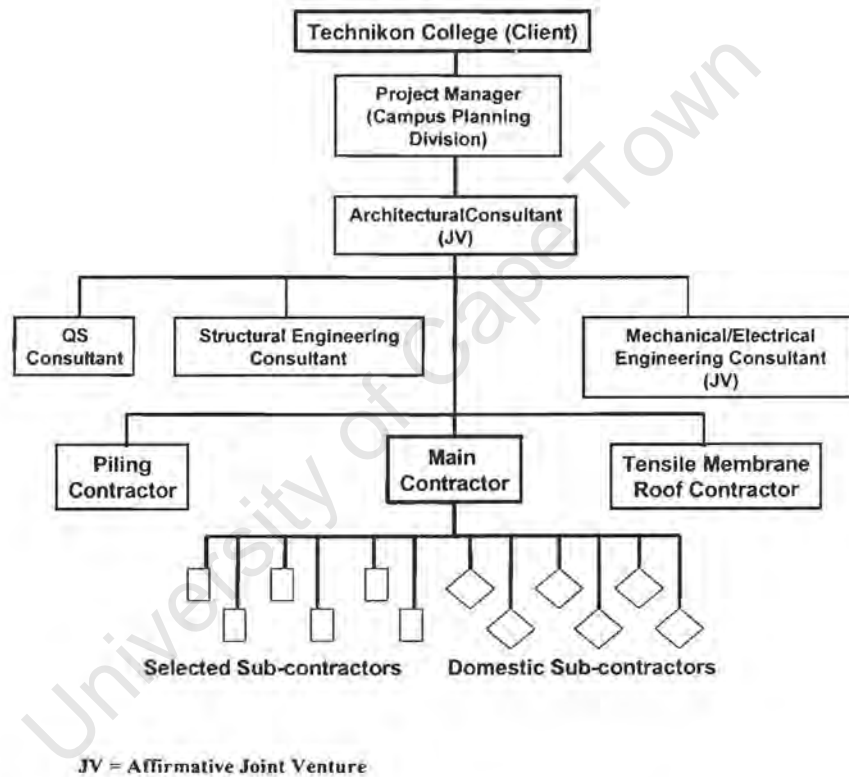 Technikon College (Client)
Project Manager
(Campus Planning
Division)
ArchitecturalConsultant
(JV)
QS
Consultant
Structural Engineering
Consultant
Mechanical/Electrical
Engineering Consultant
(JV)
Piling
Contractor
Main
Contractor
Tensile Membrane
Roof Contractor
Selected Sub-contractors
Domestic Sub-contractors
JV = Affirmative Joint Venture
University of Cape Town